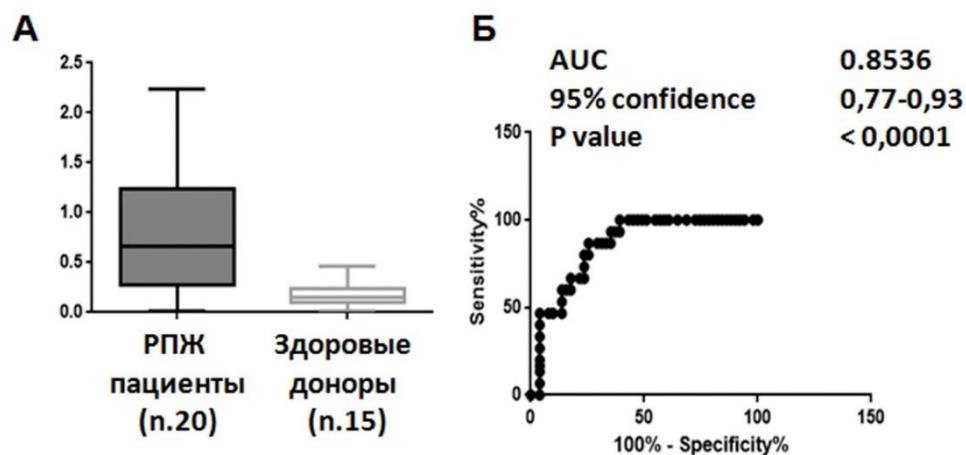 А
2.5
2.0
1.5
1.0
0.5
0.0
РПЖ
пациенты
(n.20)
Здоровые
доноры
(n.15)
Б
AUC 0.8536
95% confidence 0,77-0,93
P value < 0,0001
Sensitivity%
150
100
50
0
0 50 100 150
100% - Specificity%